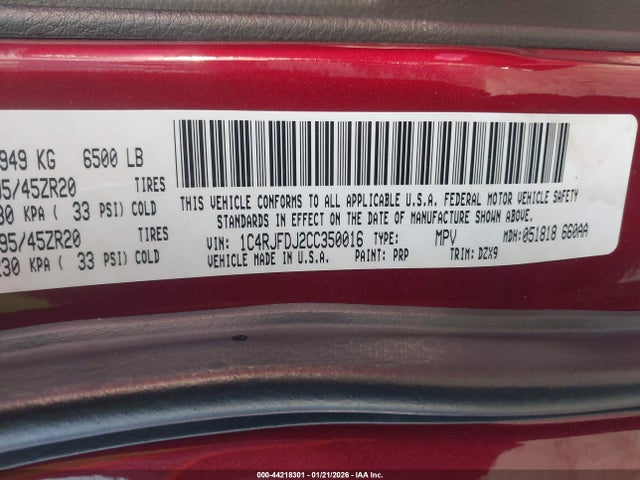 949 KG 6500 LB
5/45ZR20 TIRES
30 KPA ( 33 PSI) COLD
95/45ZR20 TIRES
230 KPA ( 33 PSI) COLD
THIS VEHICLE CONFORMS TO ALL APPLICABLE U.S.A. FEDERAL MOTOR VEHICLE SAFETY
STANDARDS IN EFFECT ON THE DATE OF MANUFACTURE SHOWN ABOVE.
VIN: 1C4RJFDJ2CC350016 TYPE: MPV MDH:051818 660AA
VEHICLE MADE IN U.S.A. PAINT: PRP TRIM: DZX9
000-44218301 - 01/21/2026 - IAA Inc.